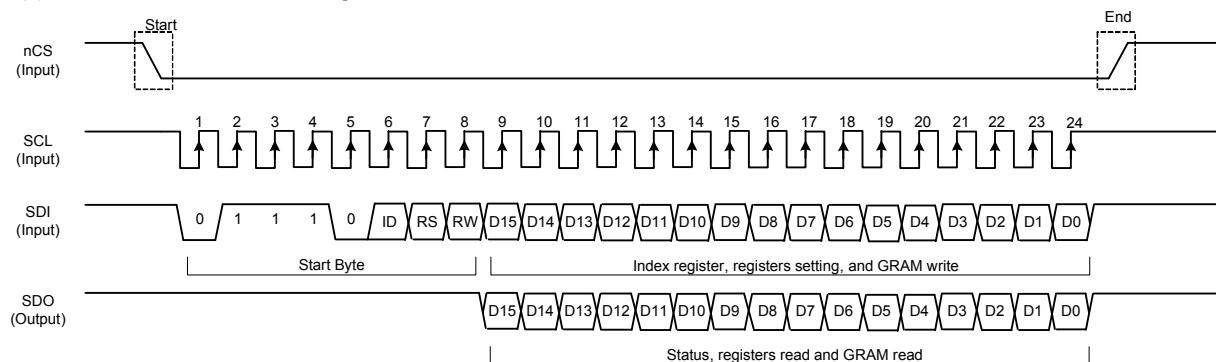 Start
End
nCS
(Input)
1 2 3 4 5 6 7 8 9 10 11 12 13 14 15 16 17 18 19 20 21 22 23 24
SCL
(Input)
SDI
(Input)
0 1 1 1 0 ID RS RW D15 D14 D13 D12 D11 D10 D9 D8 D7 D6 D5 D4 D3 D2 D1 D0
Start Byte
Index register, registers setting, and GRAM write
SDO
(Output)
D15 D14 D13 D12 D11 D10 D9 D8 D7 D6 D5 D4 D3 D2 D1 D0
Status, registers read and GRAM read